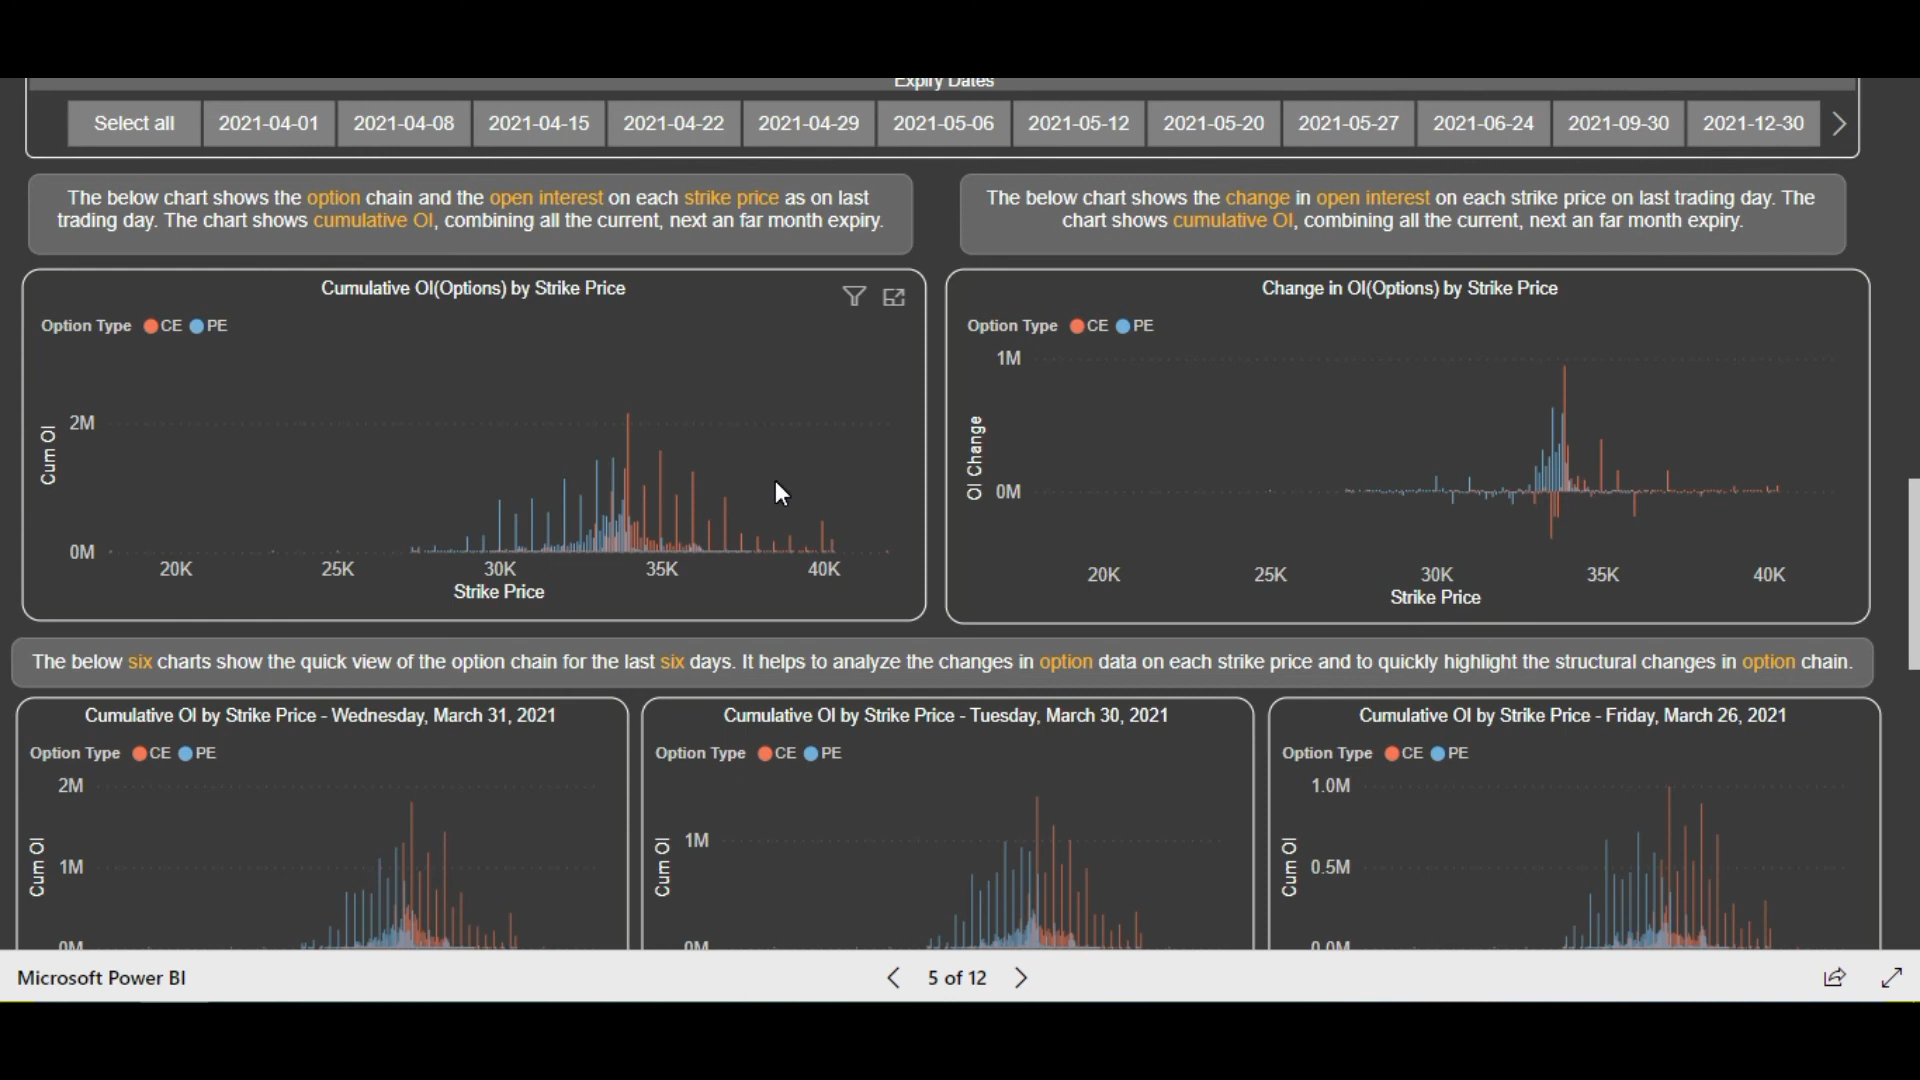 Expiry Dates
Select all 2021-04-01 2021-04-08 2021-04-15 2021-04-22 2021-04-29 2021-05-06 2021-05-12 2021-05-20 2021-05-27 2021-06-24 2021-09-30 2021-12-30
The below chart shows the option chain and the open interest on each strike price as on last
trading day. The chart shows cumulative OI, combining all the current, next an far month expiry.
The below chart shows the change in open interest on each strike price on last trading day. The
chart shows cumulative OI, combining all the current, next an far month expiry.
Cumulative OI(Options) by Strike Price
Option Type CE PE
Cum OI
2M
0M
20K 25K 30K 35K 40K
Strike Price
Change in OI(Options) by Strike Price
Option Type CE PE
OI Change
1M
0M
20K 25K 30K 35K 40K
Strike Price
The below six charts show the quick view of the option chain for the last six days. It helps to analyze the changes in option data on each strike price and to quickly highlight the structural changes in option chain.
Cumulative OI by Strike Price - Wednesday, March 31, 2021
Option Type CE PE
Cum OI
2M
1M
0M
Cumulative OI by Strike Price - Tuesday, March 30, 2021
Option Type CE PE
Cum OI
1M
0M
Cumulative OI by Strike Price - Friday, March 26, 2021
Option Type CE PE
Cum OI
1.0M
0.5M
0.0M
Microsoft Power BI
5 of 12